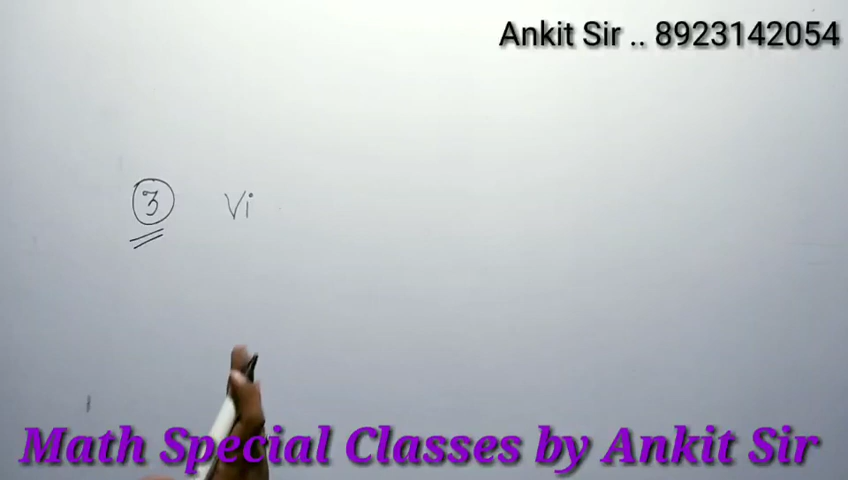 Ankit Sir .. 8923142054
3 Vi
Math Special Classes by Ankit Sir